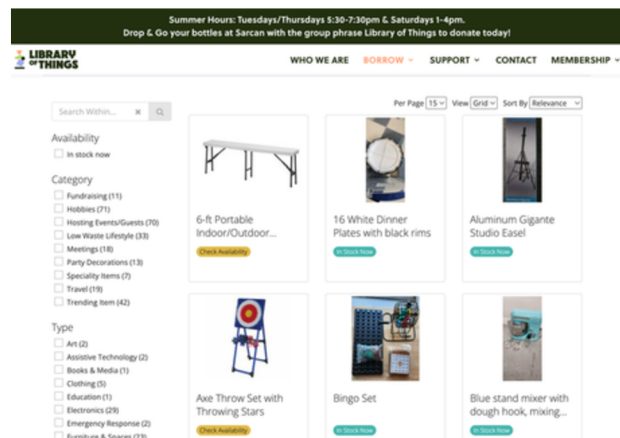 Summer Hours: Tuesdays/Thursdays 5:30-7:30pm & Saturdays 1-4pm.
Drop & Go your bottles at Sarcan with the group phrase Library of Things to donate today!
LIBRARY
OF THINGS
WHO WE ARE BORROW SUPPORT CONTACT MEMBERSHIP
Per Page 15 View Grid Sort By Relevance
Search Within...
Availability
In stock now
Category
Fundraising (11)
Hobbies (71)
Hosting Events/Guests (70)
Low Waste Lifestyle (33)
Meetings (18)
Party Decorations (13)
Speciality Items (7)
Travel (19)
Trending Item (42)
Type
Art (2)
Assistive Technology (2)
Books & Media (1)
Clothing (5)
Education (1)
Electronics (29)
Emergency Response (2)
Furniture & Spaces (23)
6-ft Portable
Indoor/Outdoor...
Check Availability
16 White Dinner
Plates with black rims
In Stock Now
Aluminum Gigante
Studio Easel
In Stock Now
Axe Throw Set with
Throwing Stars
Check Availability
Bingo Set
In Stock Now
Blue stand mixer with
dough hook, mixing...
In Stock Now